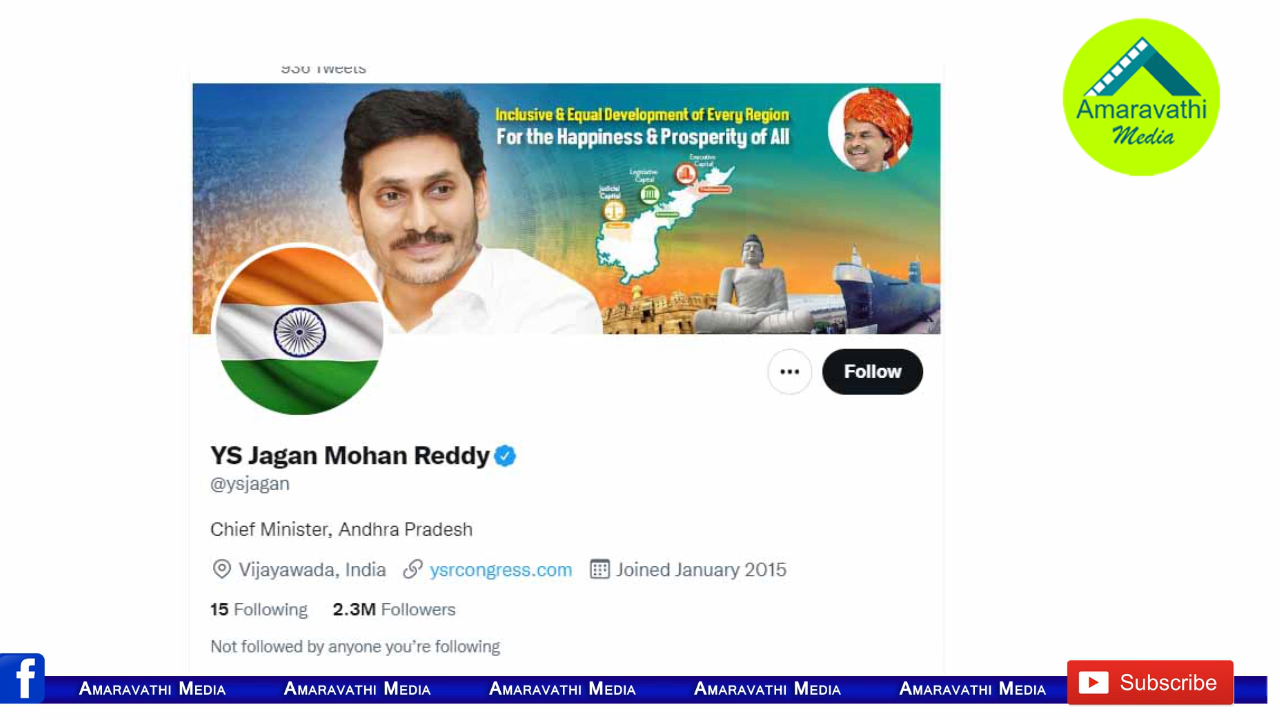 936 Tweets
Inclusive & Equal Development of Every Region
For the Happiness & Prosperity of All
Executive
Capital
Legislative
Capital
Judicial
Capital
Amaravathi
Media
Follow
YS Jagan Mohan Reddy
@ysjagan
Chief Minister, Andhra Pradesh
Vijayawada, India ysrcongress.com Joined January 2015
15 Following 2.3M Followers
Not followed by anyone you're following
f
AMARAVATHI MEDIA AMARAVATHI MEDIA AMARAVATHI MEDIA AMARAVATHI MEDIA AMARAVATHI MEDIA
Subscribe